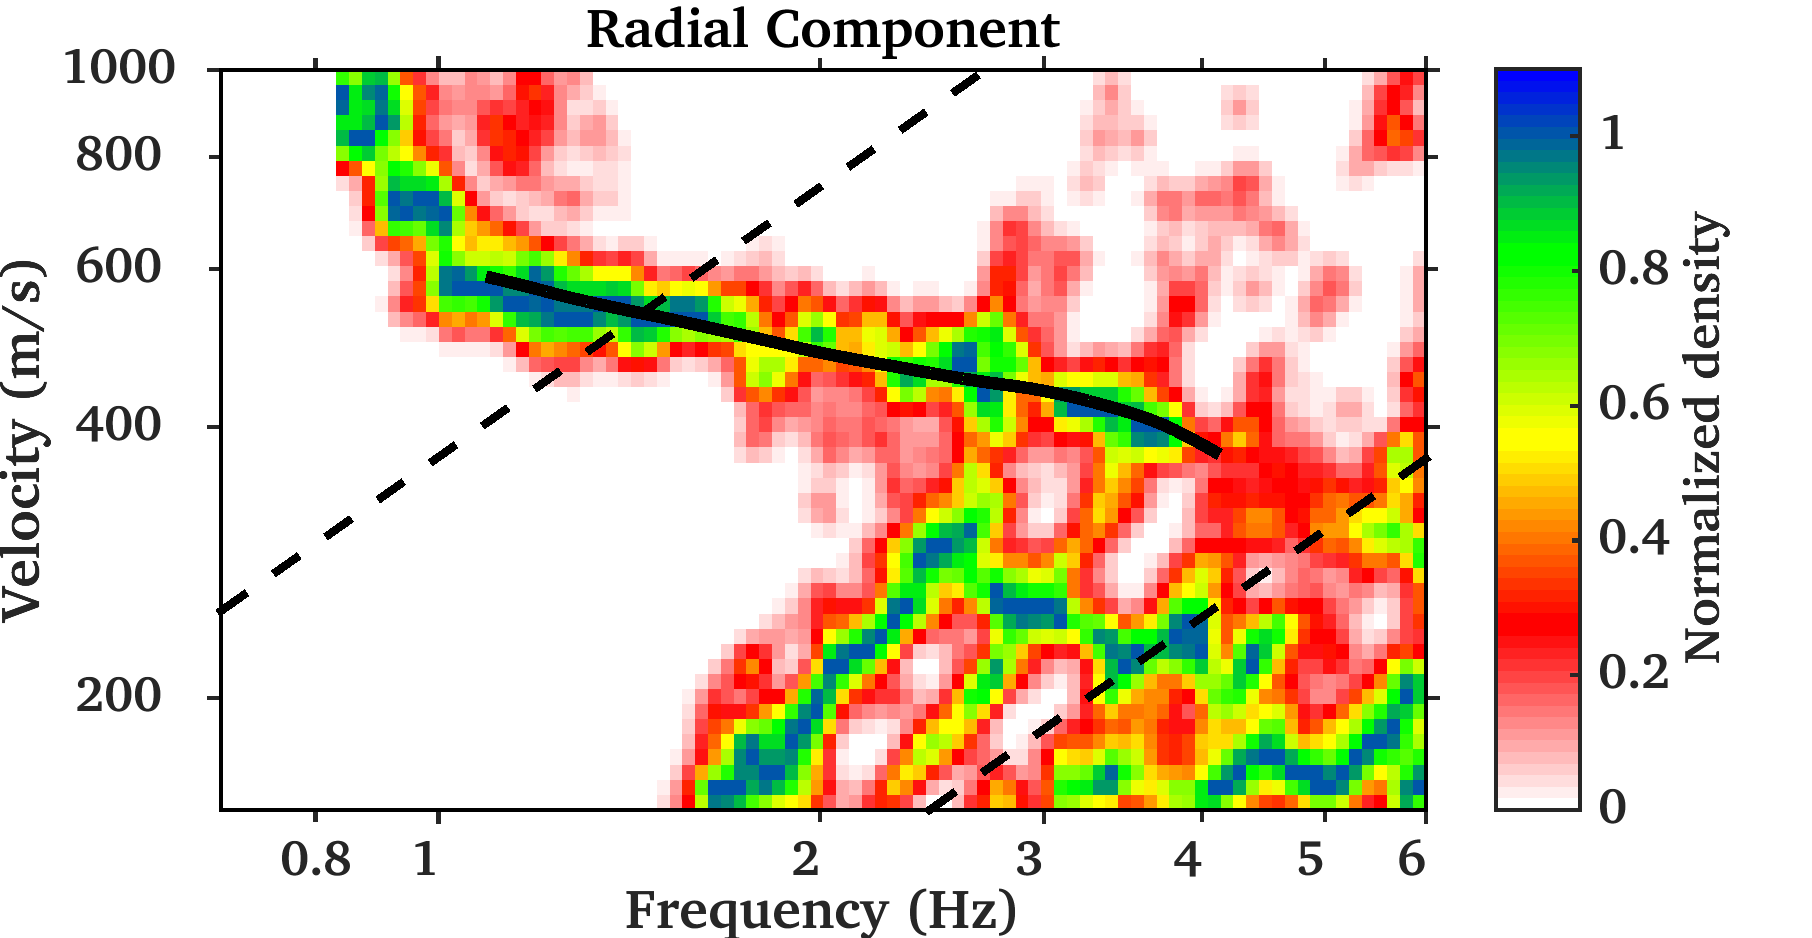 Radial Component
1000
800
600
400
200
Velocity (m/s)
0.8 1 2 3 4 5 6
Frequency (Hz)
1
0.8
0.6
0.4
0.2
0
Normalized density